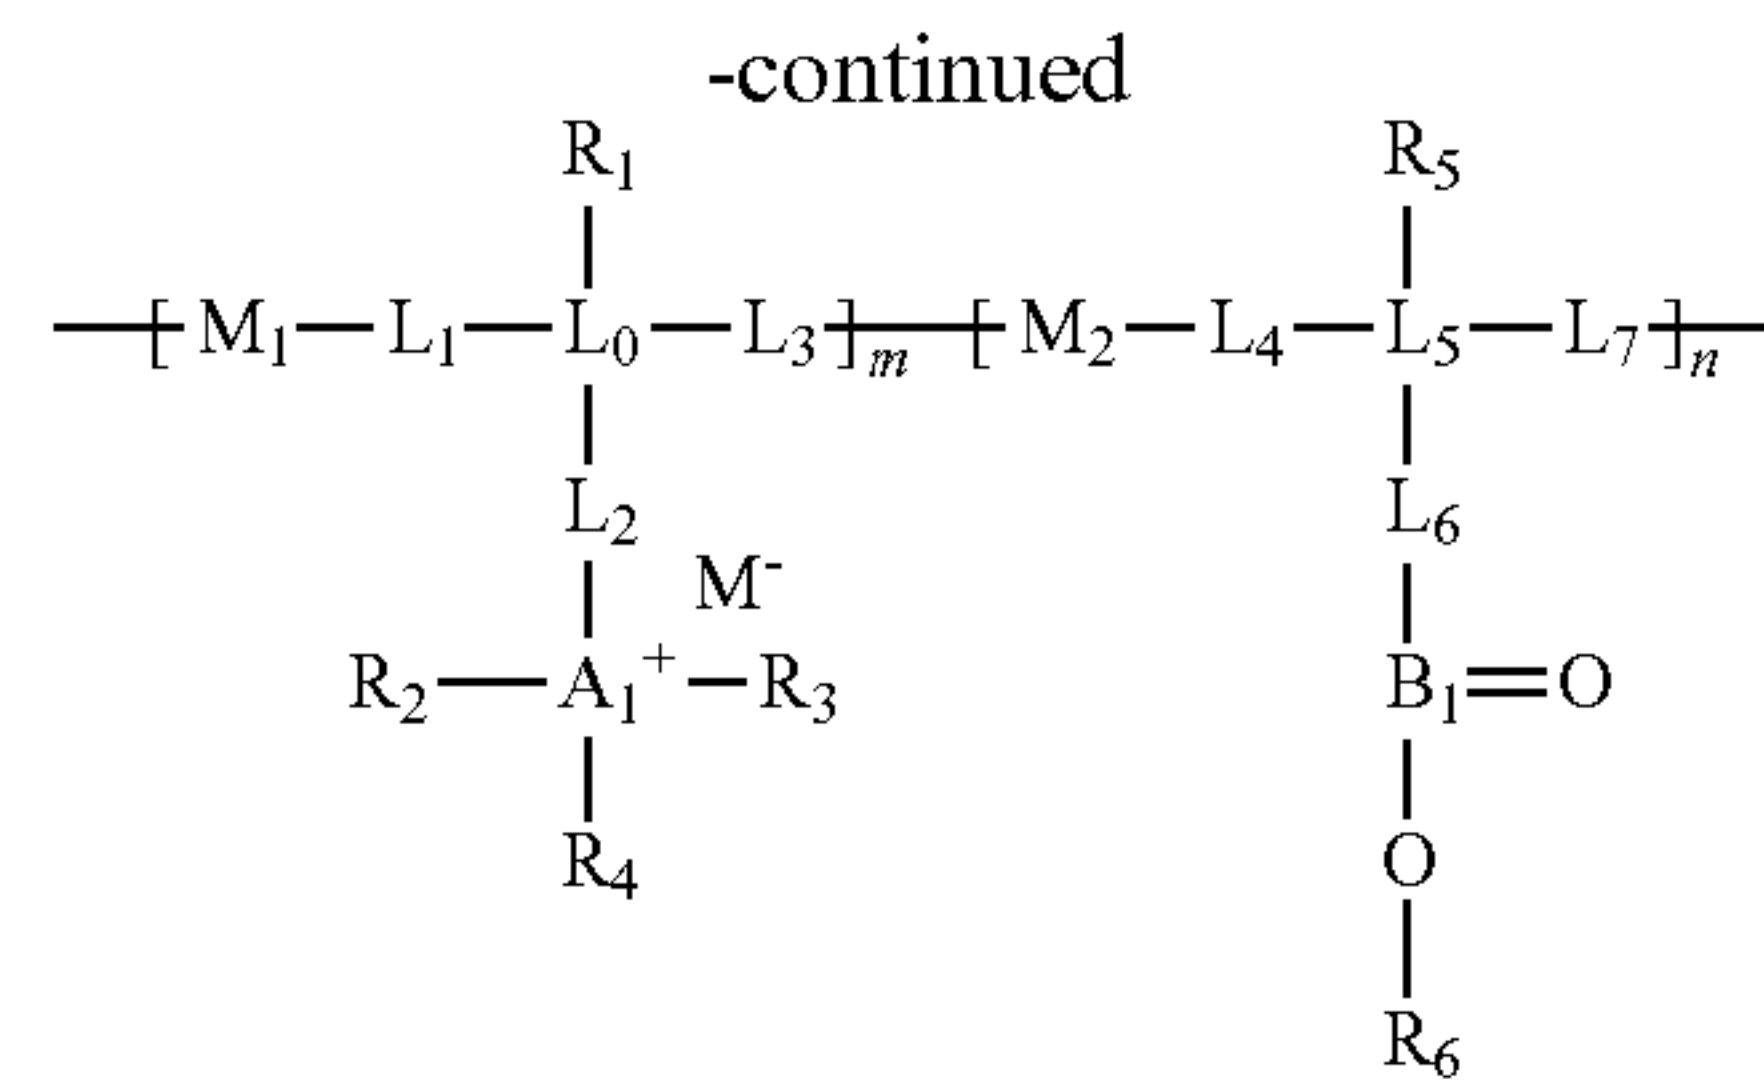 -continued
R₁ R₅
[ M₁ — L₁ — L₀ — L₃ ]ₘ [ M₂ — L₄ — L₅ — L₇ ]ₙ
L₂ L₆
M⁻
R₂ — A₁⁺ — R₃ B₁ = O
R₄ O
R₆